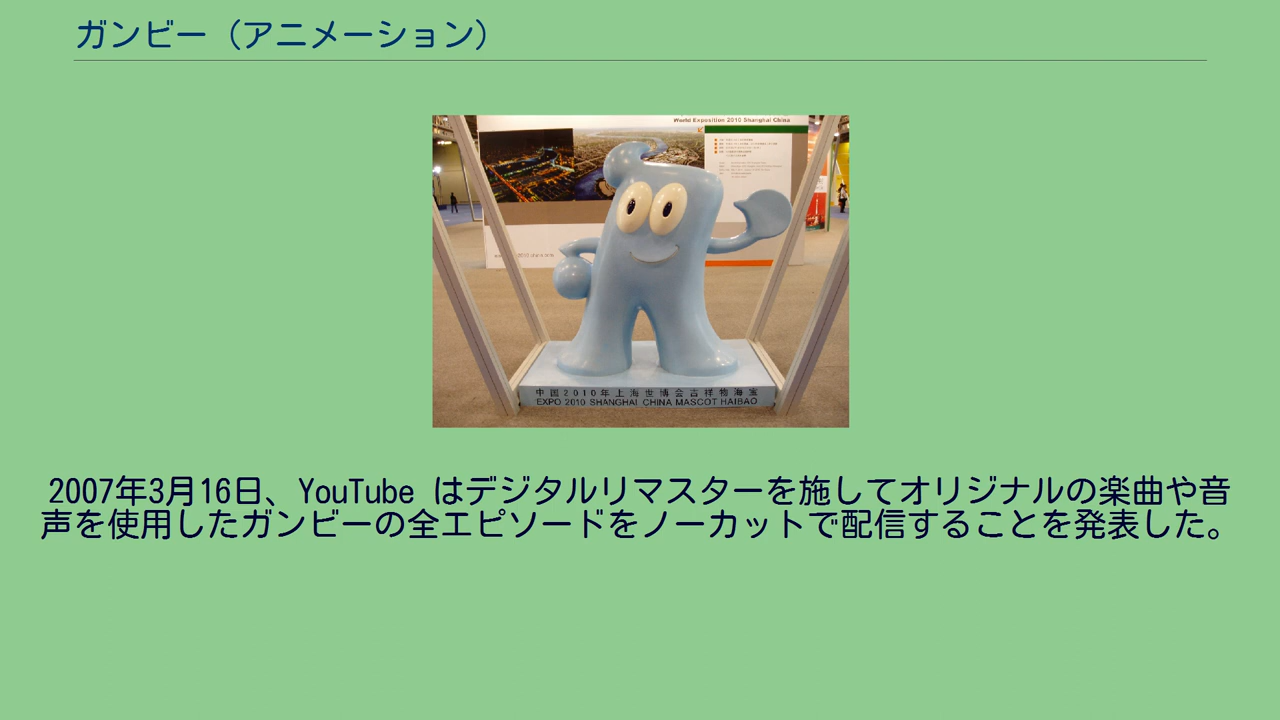 ガンビー（アニメーション）
World Exposition 2010 Shanghai China
中国2010年上海世博会吉祥物海宝
EXPO 2010 SHANGHAI CHINA MASCOT HAIBAO
2007年3月16日、YouTube はデジタルリマスターを施してオリジナルの楽曲や音
声を使用したガンビーの全エピソードをノーカットで配信することを発表した。